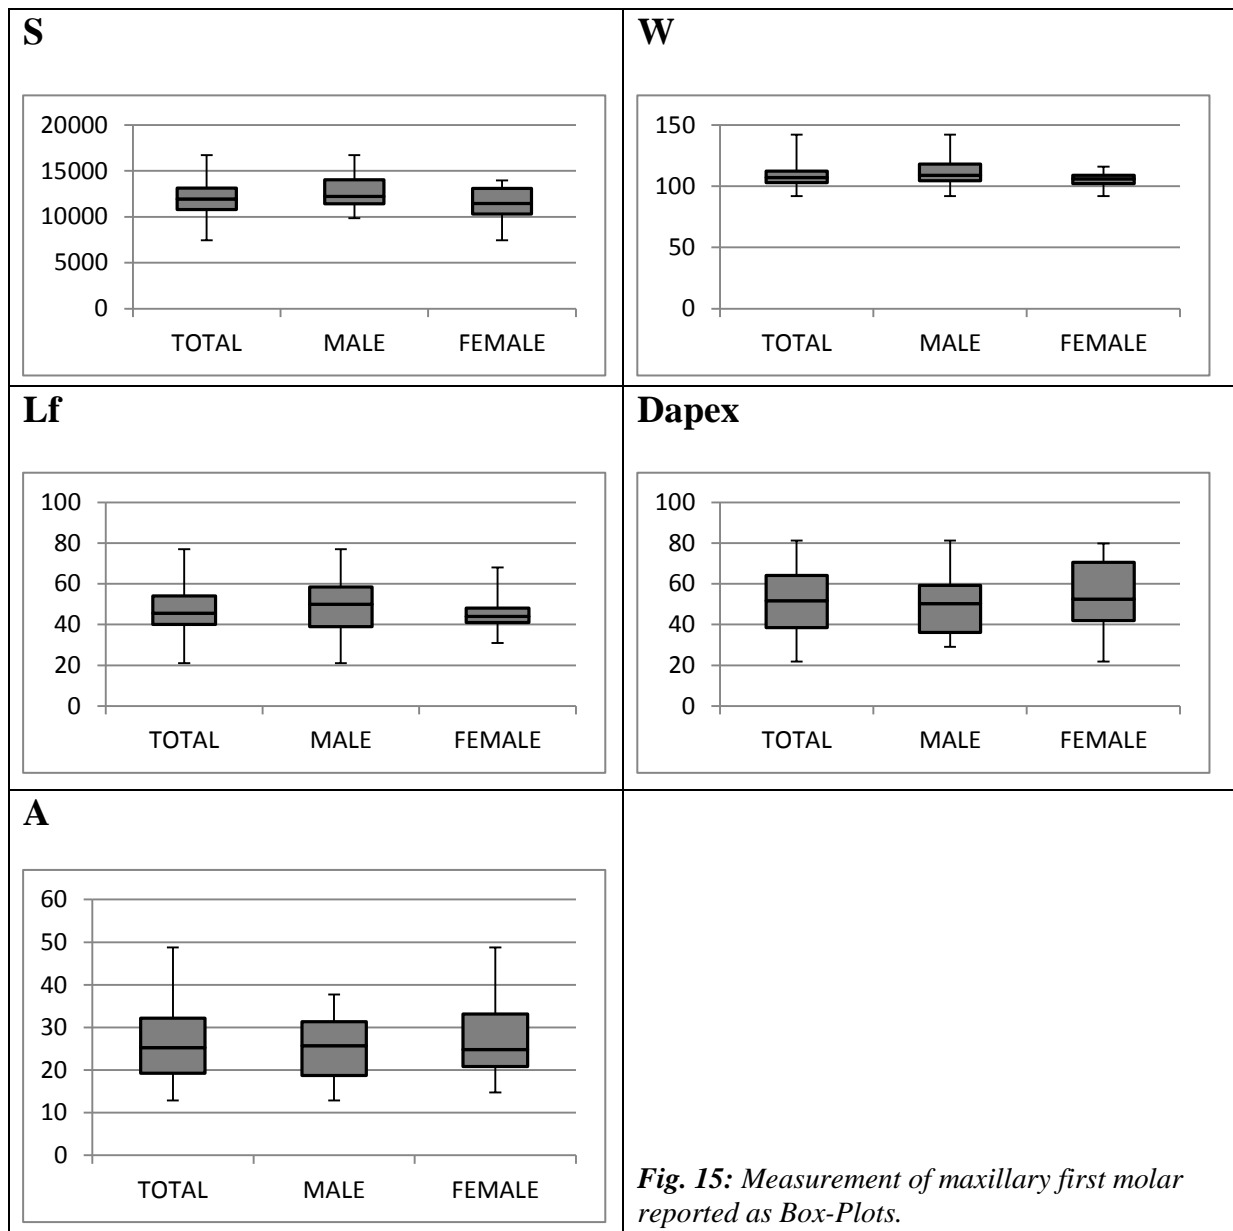 S
20000
15000
10000
5000
0
TOTAL MALE FEMALE
W
150
100
50
0
TOTAL MALE FEMALE
Lf
100
80
60
40
20
0
TOTAL MALE FEMALE
Dapex
100
80
60
40
20
0
TOTAL MALE FEMALE
A
60
50
40
30
20
10
0
TOTAL MALE FEMALE
Fig. 15: Measurement of maxillary first molar
reported as Box-Plots.